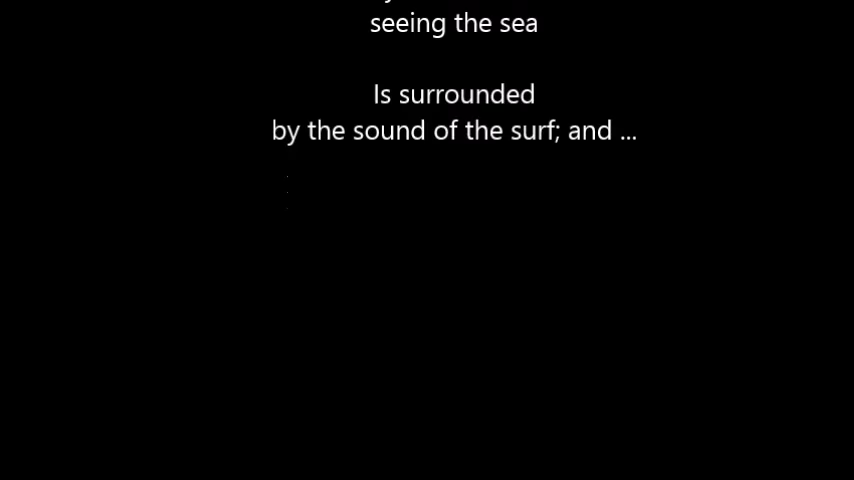 seeing the sea
Is surrounded
by the sound of the surf; and ...